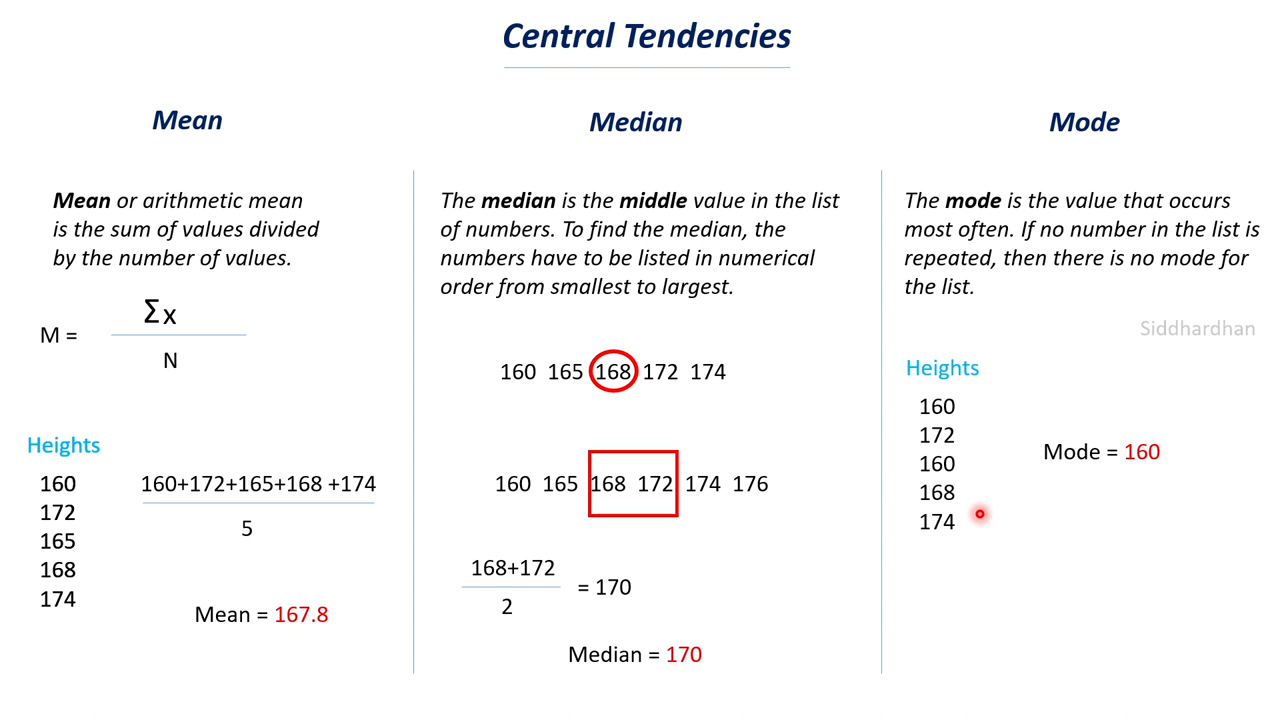 Central Tendencies
Mean
Mean or arithmetic mean
is the sum of values divided
by the number of values.
M =
Σx
N
Heights
160
172
165
168
174
160+172+165+168 +174
5
Mean = 167.8
Median
The median is the middle value in the list
of numbers. To find the median, the
numbers have to be listed in numerical
order from smallest to largest.
160 165 168 172 174
160 165 168 172 174 176
168+172
2
= 170
Median = 170
Mode
The mode is the value that occurs
most often. If no number in the list is
repeated, then there is no mode for
the list.
Siddhardhan
Heights
160
172
160
168
174
Mode = 160